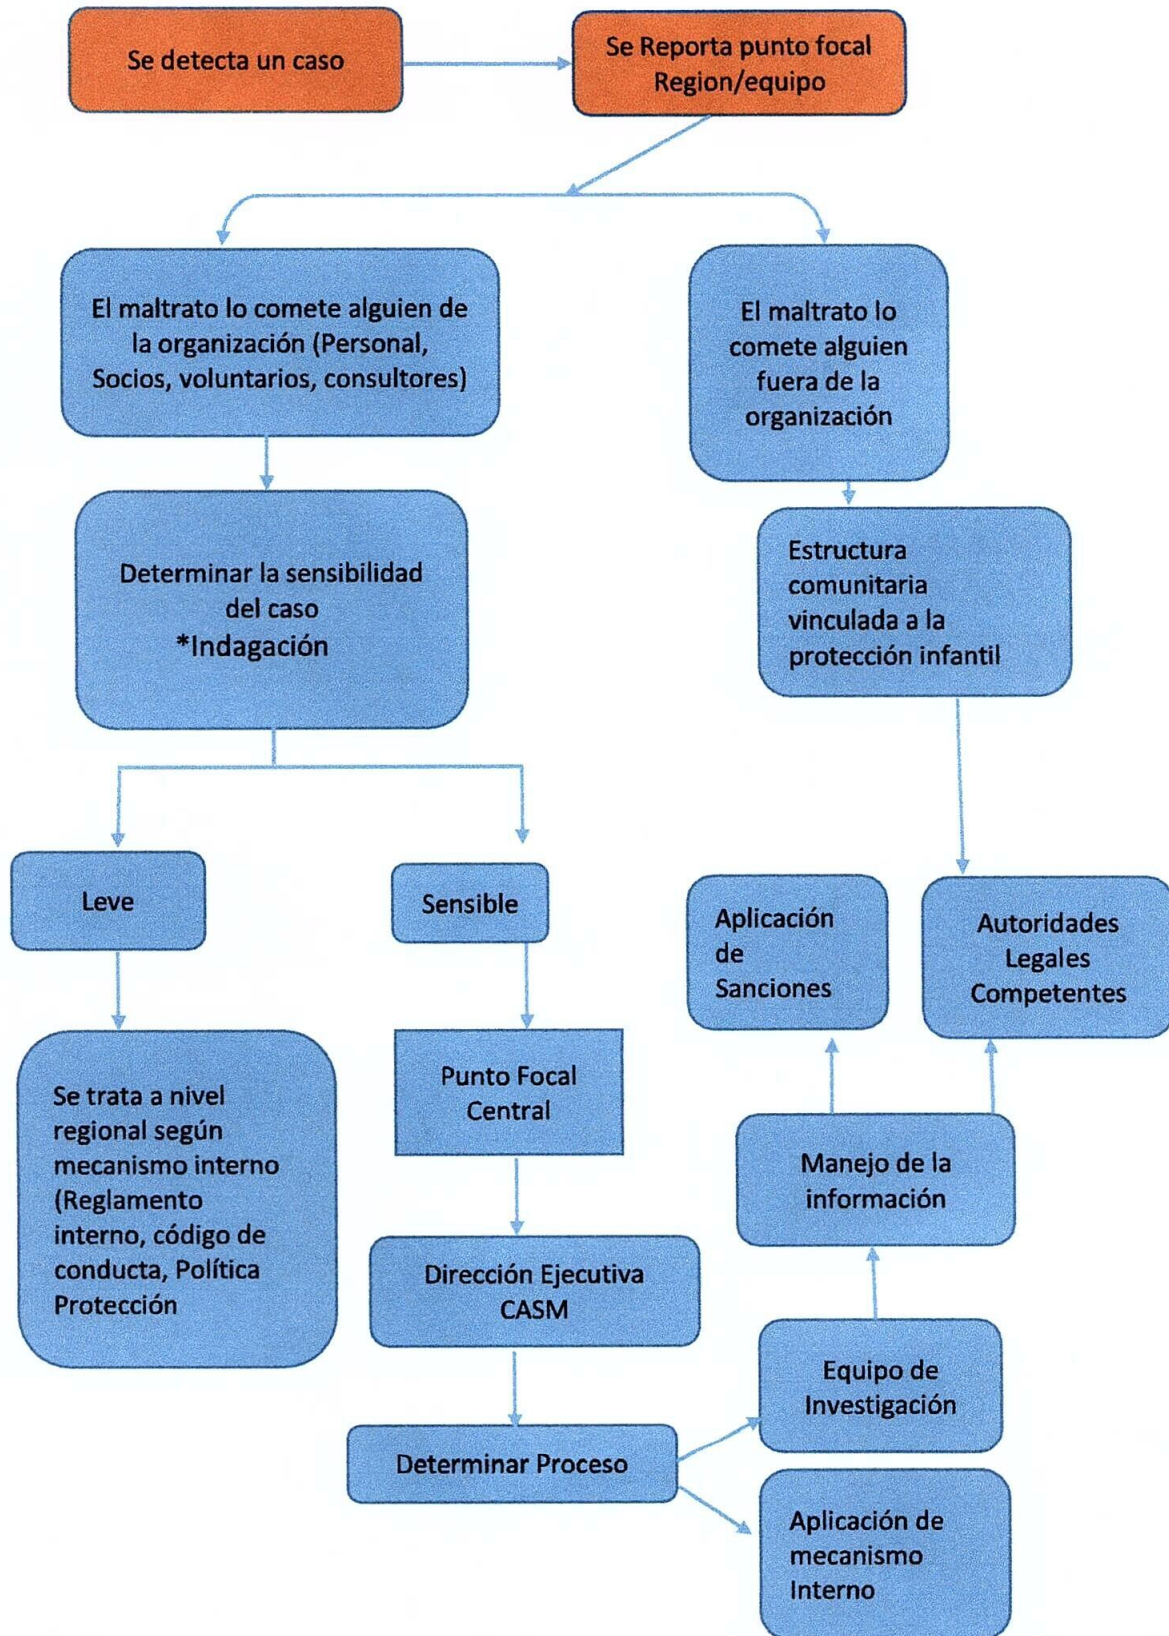 Se detecta un caso
Se Reporta punto focal
Region/equipo
El maltrato lo comete alguien de
la organización (Personal,
Socios, voluntarios, consultores)
El maltrato lo
comete alguien
fuera de la
organización
Determinar la sensibilidad
del caso
*Indagación
Estructura
comunitaria
vinculada a la
protección infantil
Leve
Sensible
Aplicación
de
Sanciones
Autoridades
Legales
Competentes
Se trata a nivel
regional según
mecanismo interno
(Reglamento
interno, código de
conducta, Política
Protección
Punto Focal
Central
Manejo de la
información
Dirección Ejecutiva
CASM
Equipo de
Investigación
Determinar Proceso
Aplicación de
mecanismo
Interno